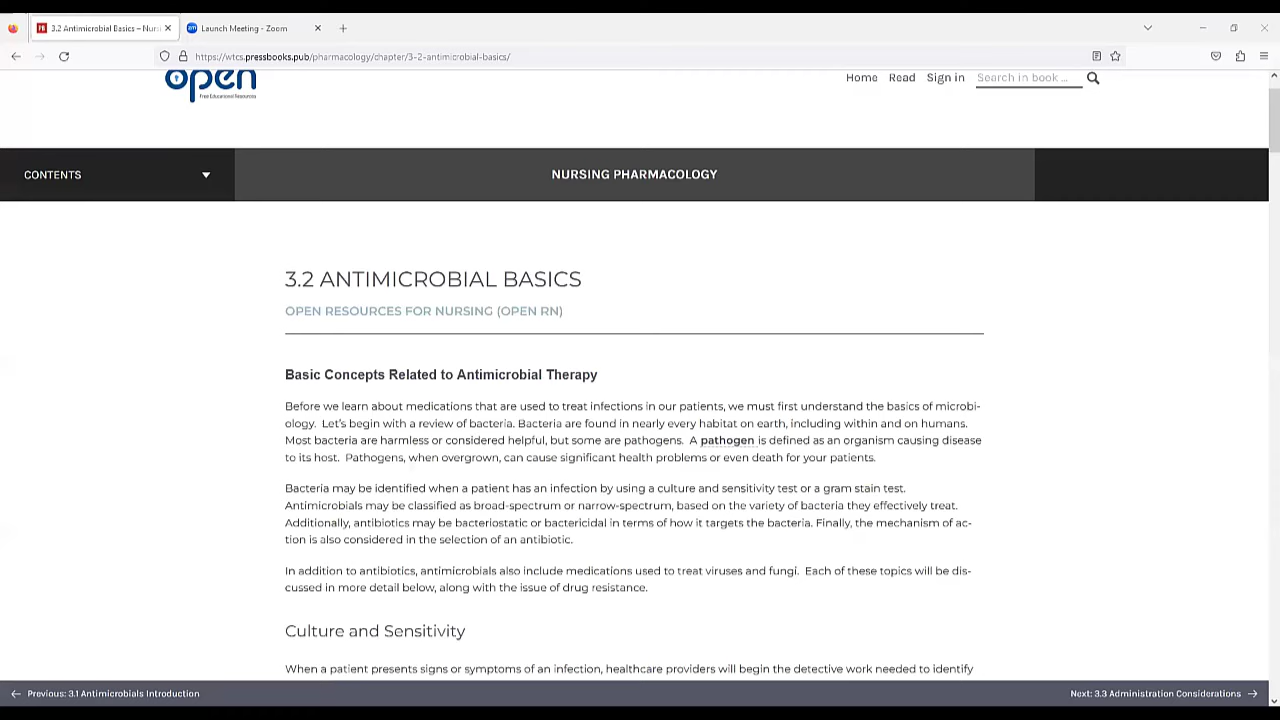 3.2 Antimicrobial Basics – Nurs
Launch Meeting - Zoom
https://wtcs.pressbooks.pub/pharmacology/chapter/3-2-antimicrobial-basics/
open
Free Educational Resources
Home Read Sign in Search in book ...
CONTENTS
NURSING PHARMACOLOGY
3.2 ANTIMICROBIAL BASICS
OPEN RESOURCES FOR NURSING (OPEN RN)
Basic Concepts Related to Antimicrobial Therapy
Before we learn about medications that are used to treat infections in our patients, we must first understand the basics of microbi-
ology. Let's begin with a review of bacteria. Bacteria are found in nearly every habitat on earth, including within and on humans.
Most bacteria are harmless or considered helpful, but some are pathogens. A pathogen is defined as an organism causing disease
to its host. Pathogens, when overgrown, can cause significant health problems or even death for your patients.
Bacteria may be identified when a patient has an infection by using a culture and sensitivity test or a gram stain test.
Antimicrobials may be classified as broad-spectrum or narrow-spectrum, based on the variety of bacteria they effectively treat.
Additionally, antibiotics may be bacteriostatic or bactericidal in terms of how it targets the bacteria. Finally, the mechanism of ac-
tion is also considered in the selection of an antibiotic.
In addition to antibiotics, antimicrobials also include medications used to treat viruses and fungi. Each of these topics will be dis-
cussed in more detail below, along with the issue of drug resistance.
Culture and Sensitivity
When a patient presents signs or symptoms of an infection, healthcare providers will begin the detective work needed to identify
Previous: 3.1 Antimicrobials Introduction
Next: 3.3 Administration Considerations